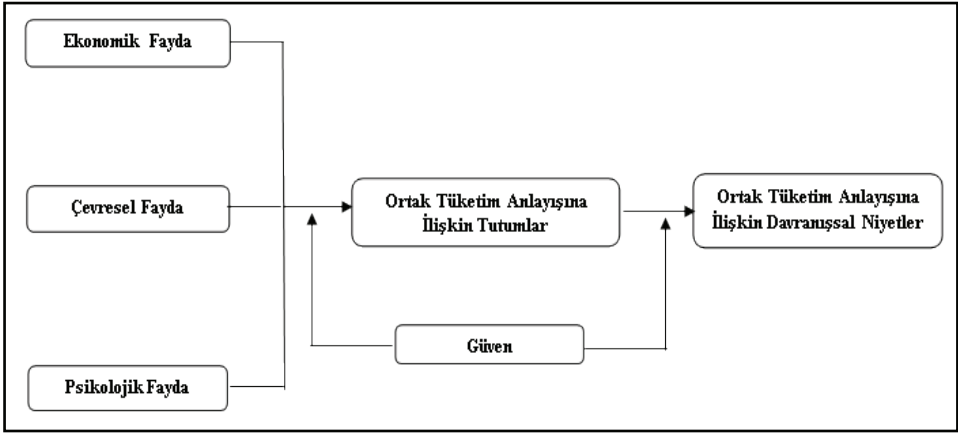 Ekonomik Fayda
Çevresel Fayda
Psikolojik Fayda
Ortak Tüketim Anlayışına
İlişkin Tutumlar
Güven
Ortak Tüketim Anlayışına
İlişkin Davranışsal Niyetler